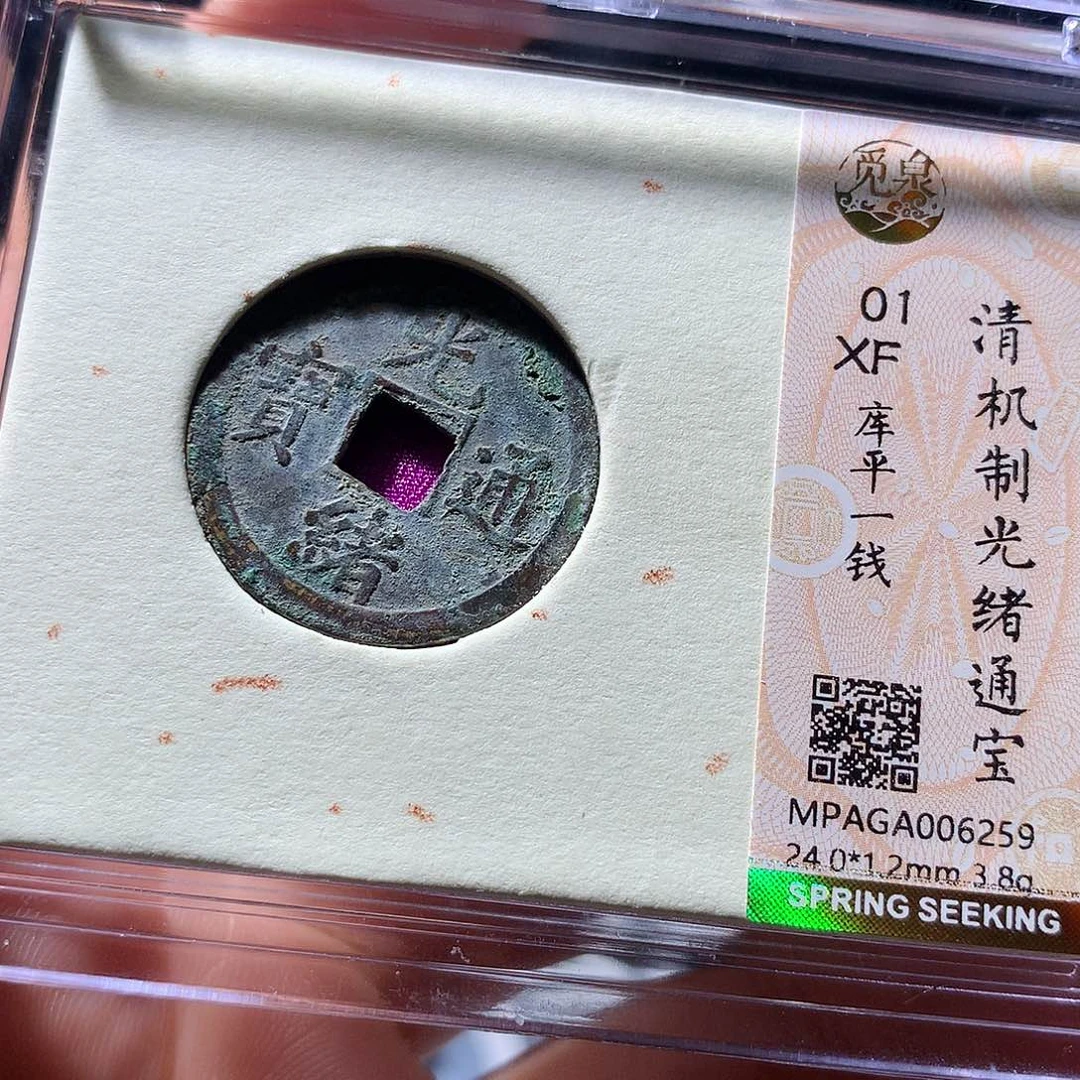 光緒通寶
觅泉
01
XF
库平一钱
清机制光绪通宝
MPAGA006259
24.0*1.2mm 3.8g
SPRING SEEKING